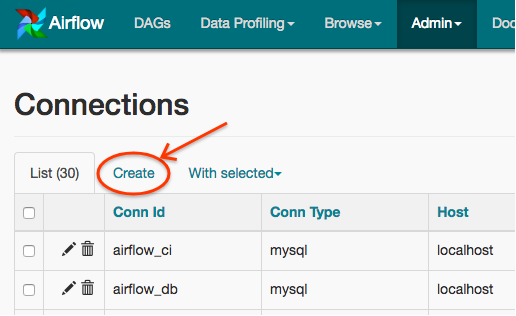 Airflow DAGs Data Profiling Browse Admin
Connections
List (30) Create With selected
Conn Id Conn Type Host
airflow_ci mysql localhost
airflow_db mysql localhost